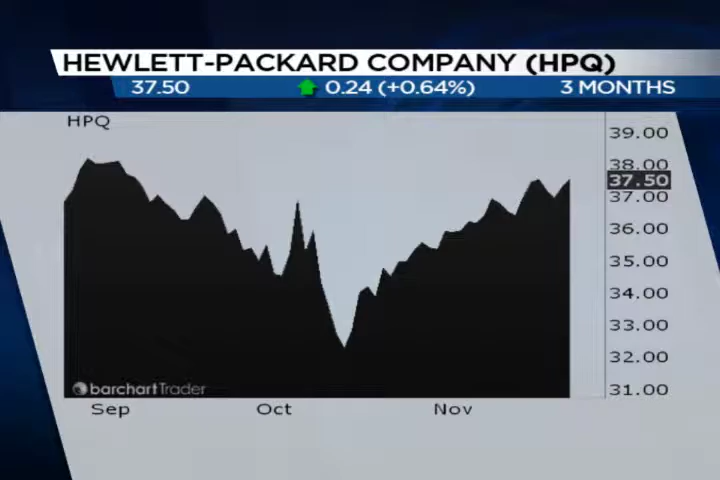 HEWLETT-PACKARD COMPANY (HPQ)
37.50 0.24 (+0.64%) 3 MONTHS
HPQ
39.00
38.00
37.50
37.00
36.00
35.00
34.00
33.00
32.00
31.00
barchartTrader
Sep Oct Nov